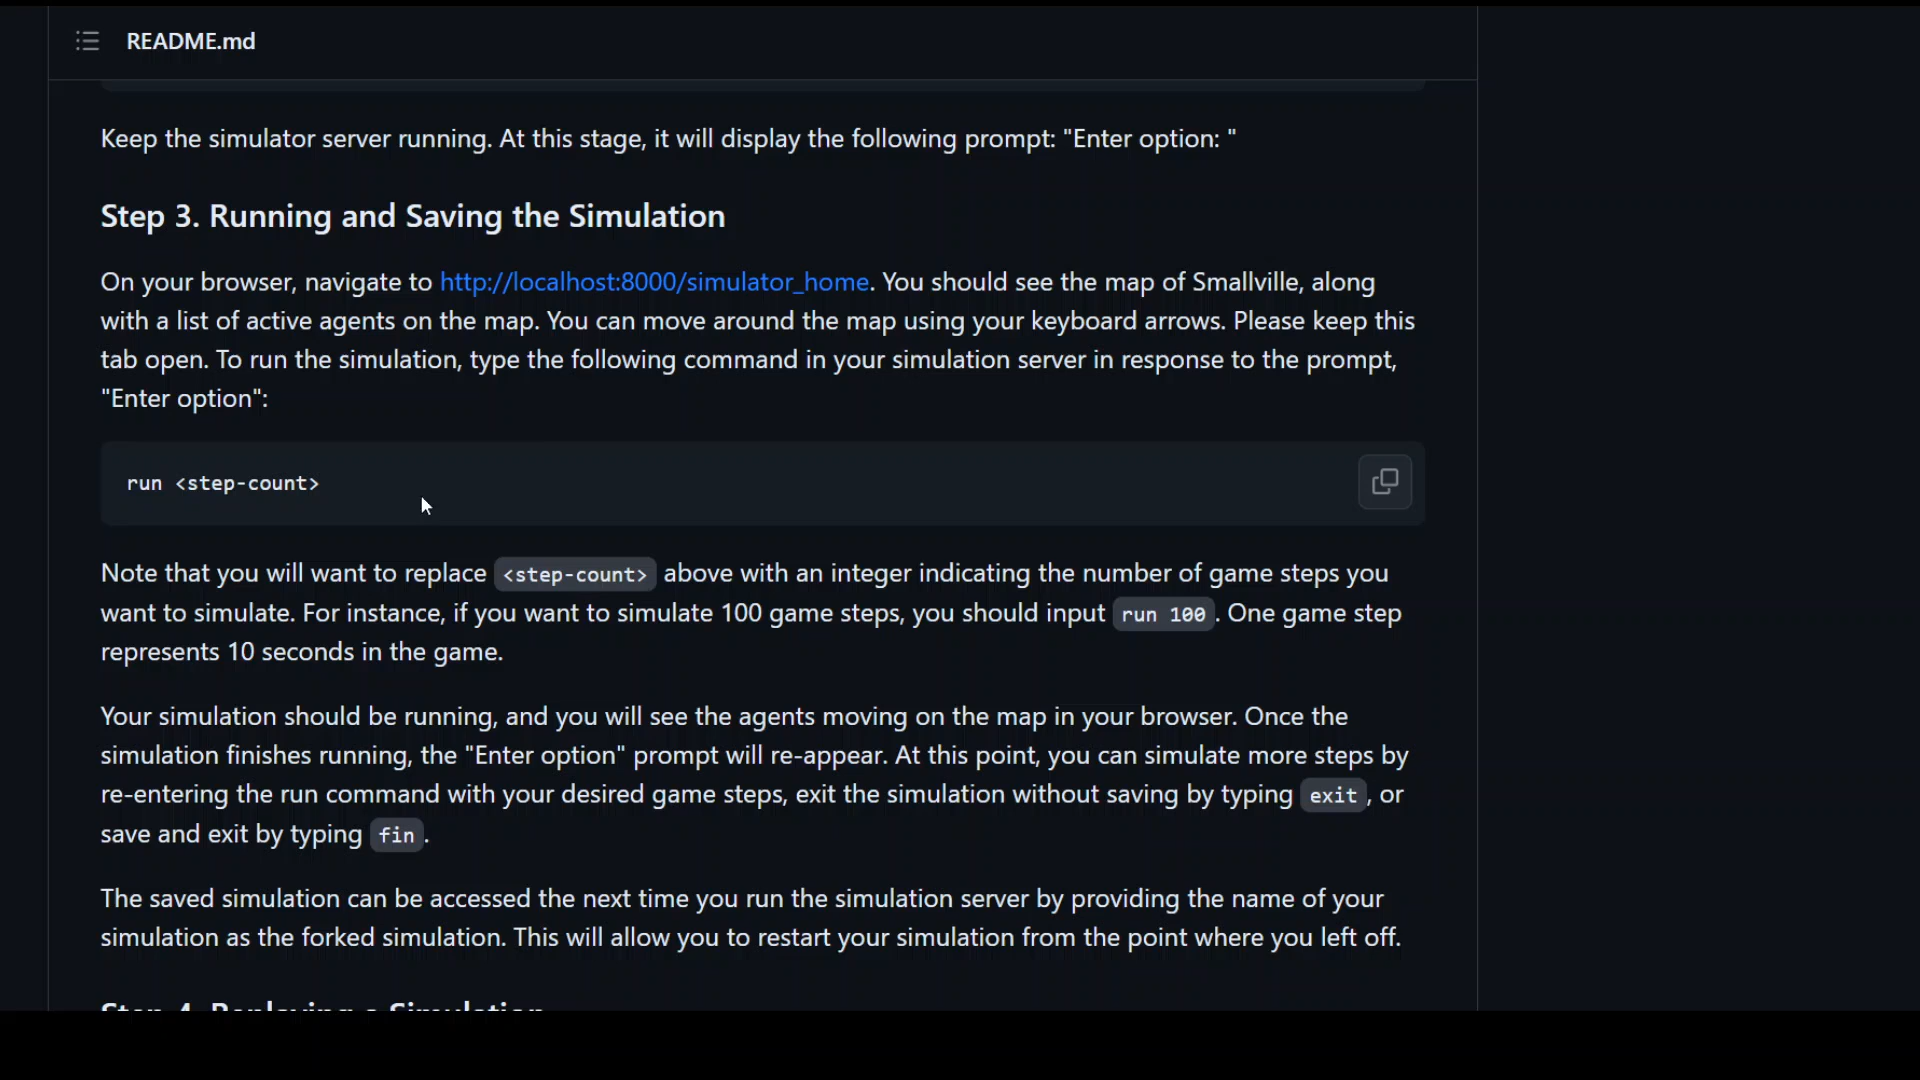 README.md
Keep the simulator server running. At this stage, it will display the following prompt: "Enter option: "
Step 3. Running and Saving the Simulation
On your browser, navigate to http://localhost:8000/simulator_home. You should see the map of Smallville, along
with a list of active agents on the map. You can move around the map using your keyboard arrows. Please keep this
tab open. To run the simulation, type the following command in your simulation server in response to the prompt,
"Enter option":
run <step-count>
Note that you will want to replace <step-count> above with an integer indicating the number of game steps you
want to simulate. For instance, if you want to simulate 100 game steps, you should input run 100. One game step
represents 10 seconds in the game.
Your simulation should be running, and you will see the agents moving on the map in your browser. Once the
simulation finishes running, the "Enter option" prompt will re-appear. At this point, you can simulate more steps by
re-entering the run command with your desired game steps, exit the simulation without saving by typing exit, or
save and exit by typing fin.
The saved simulation can be accessed the next time you run the simulation server by providing the name of your
simulation as the forked simulation. This will allow you to restart your simulation from the point where you left off.
Step 4. Replaying a Simulation